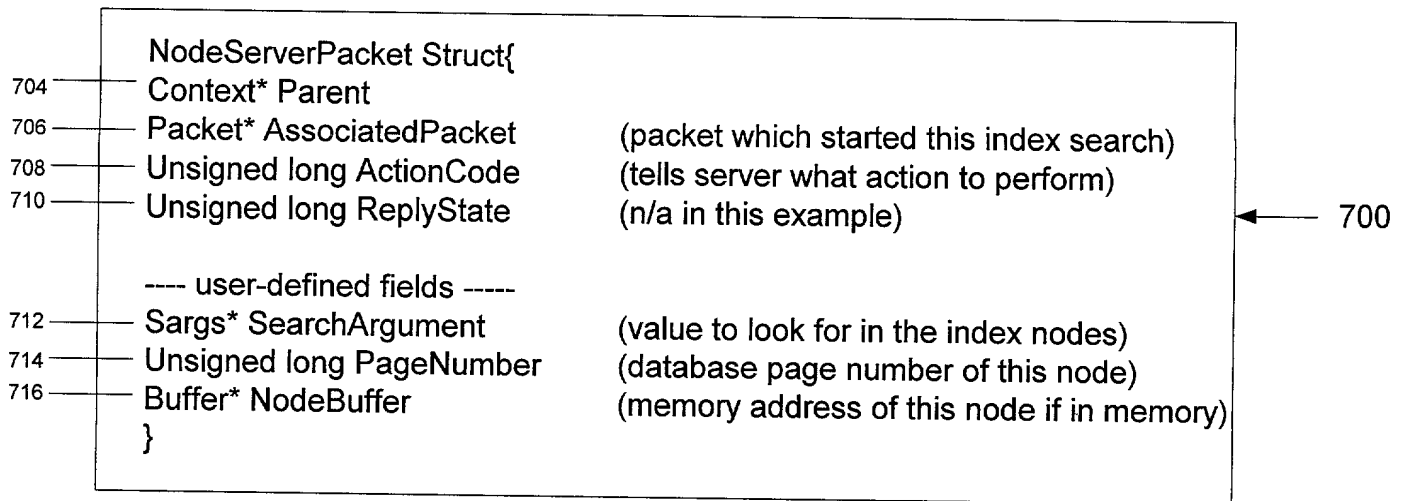 NodeServerPacket Struct{
704 Context* Parent
706 Packet* AssociatedPacket (packet which started this index search)
708 Unsigned long ActionCode (tells server what action to perform)
710 Unsigned long ReplyState (n/a in this example)
700
---- user-defined fields -----
712 Sargs* SearchArgument (value to look for in the index nodes)
714 Unsigned long PageNumber (database page number of this node)
716 Buffer* NodeBuffer (memory address of this node if in memory)
}